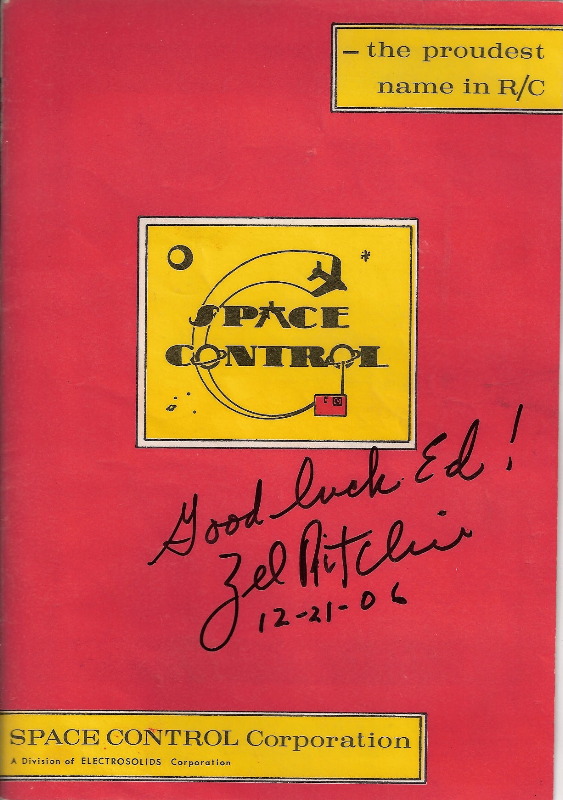 – the proudest
name in R/C
SPACE
CONTROL
Good luck Ed!
Zel Ritchie
12-21-06
SPACE CONTROL Corporation
A Division of ELECTROSOLIDS Corporation